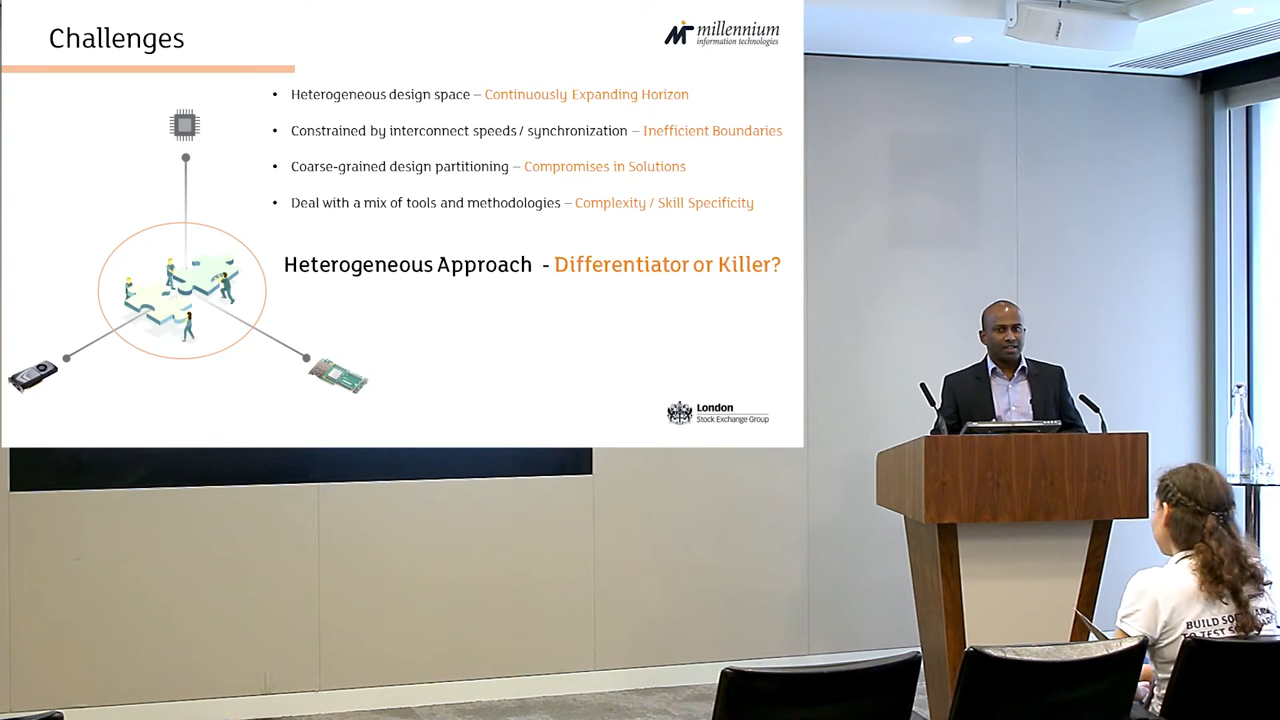 Challenges
millennium
information technologies
• Heterogeneous design space – Continuously Expanding Horizon
• Constrained by interconnect speeds / synchronization – Inefficient Boundaries
• Coarse-grained design partitioning – Compromises in Solutions
• Deal with a mix of tools and methodologies – Complexity / Skill Specificity
Heterogeneous Approach - Differentiator or Killer?
London
Stock Exchange Group
BUILD
TO TEST